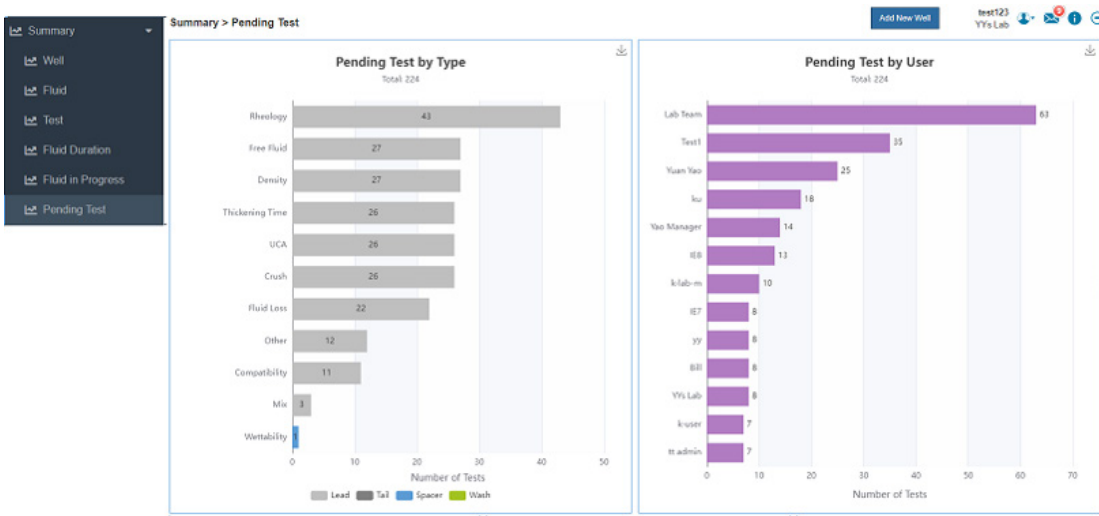 Summary
Well
Fluid
Test
Fluid Duration
Fluid in Progress
Pending Test
Summary > Pending Test
Add New Well
test123
YYs Lab
9
Pending Test by Type
Total: 224
Rheology 43
Free Fluid 27
Density 27
Thickening Time 26
UCA 26
Crush 26
Fluid Loss 22
Other 12
Compatibility 11
Mix 3
Wettability 1
0 10 20 30 40 50
Number of Tests
Lead Tail Spacer Wash
Pending Test by User
Total: 224
Lab Team 63
Test1 35
Yuan Yao 25
ku 18
Yao Manager 14
IE8 13
k-lab-m 10
IE7 8
yy 8
Bill 8
YYs Lab 8
k-user 7
tt admin 7
0 10 20 30 40 50 60 70
Number of Tests